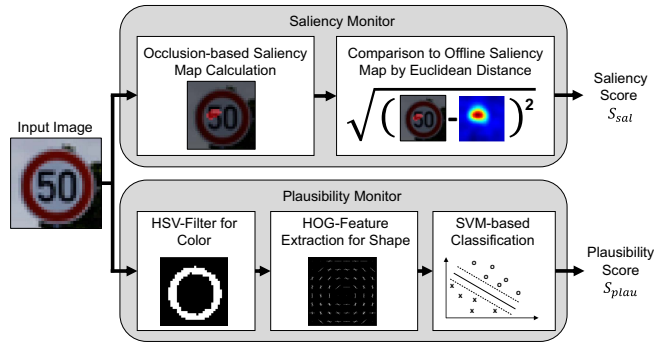 Saliency Monitor
Occlusion-based Saliency
Map Calculation
Comparison to Offline Saliency
Map by Euclidean Distance
50
√((50 - )²
Saliency
Score
S_sal
Input Image
50
Plausibility Monitor
HSV-Filter for
Color
HOG-Feature
Extraction for Shape
SVM-based
Classification
Plausibility
Score
S_plau